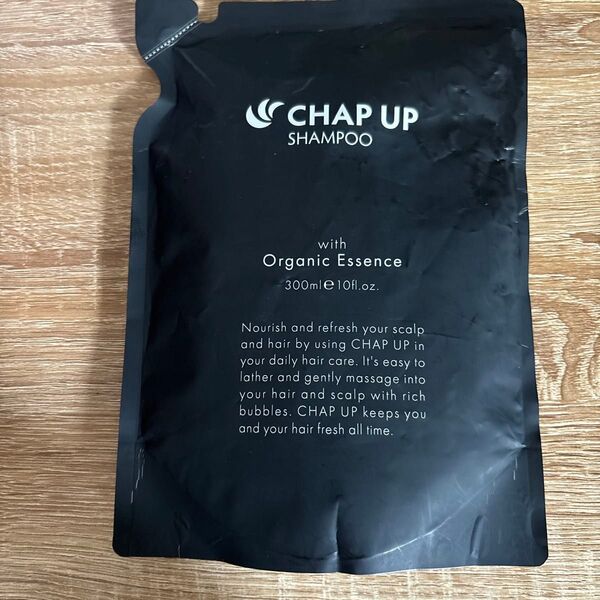 CHAP UP
SHAMPOO
with
Organic Essence
300ml℮10fl.oz.
Nourish and refresh your scalp
and hair by using CHAP UP in
your daily hair care. It's easy to
lather and gently massage into
your hair and scalp with rich
bubbles. CHAP UP keeps you
and your hair fresh all time.